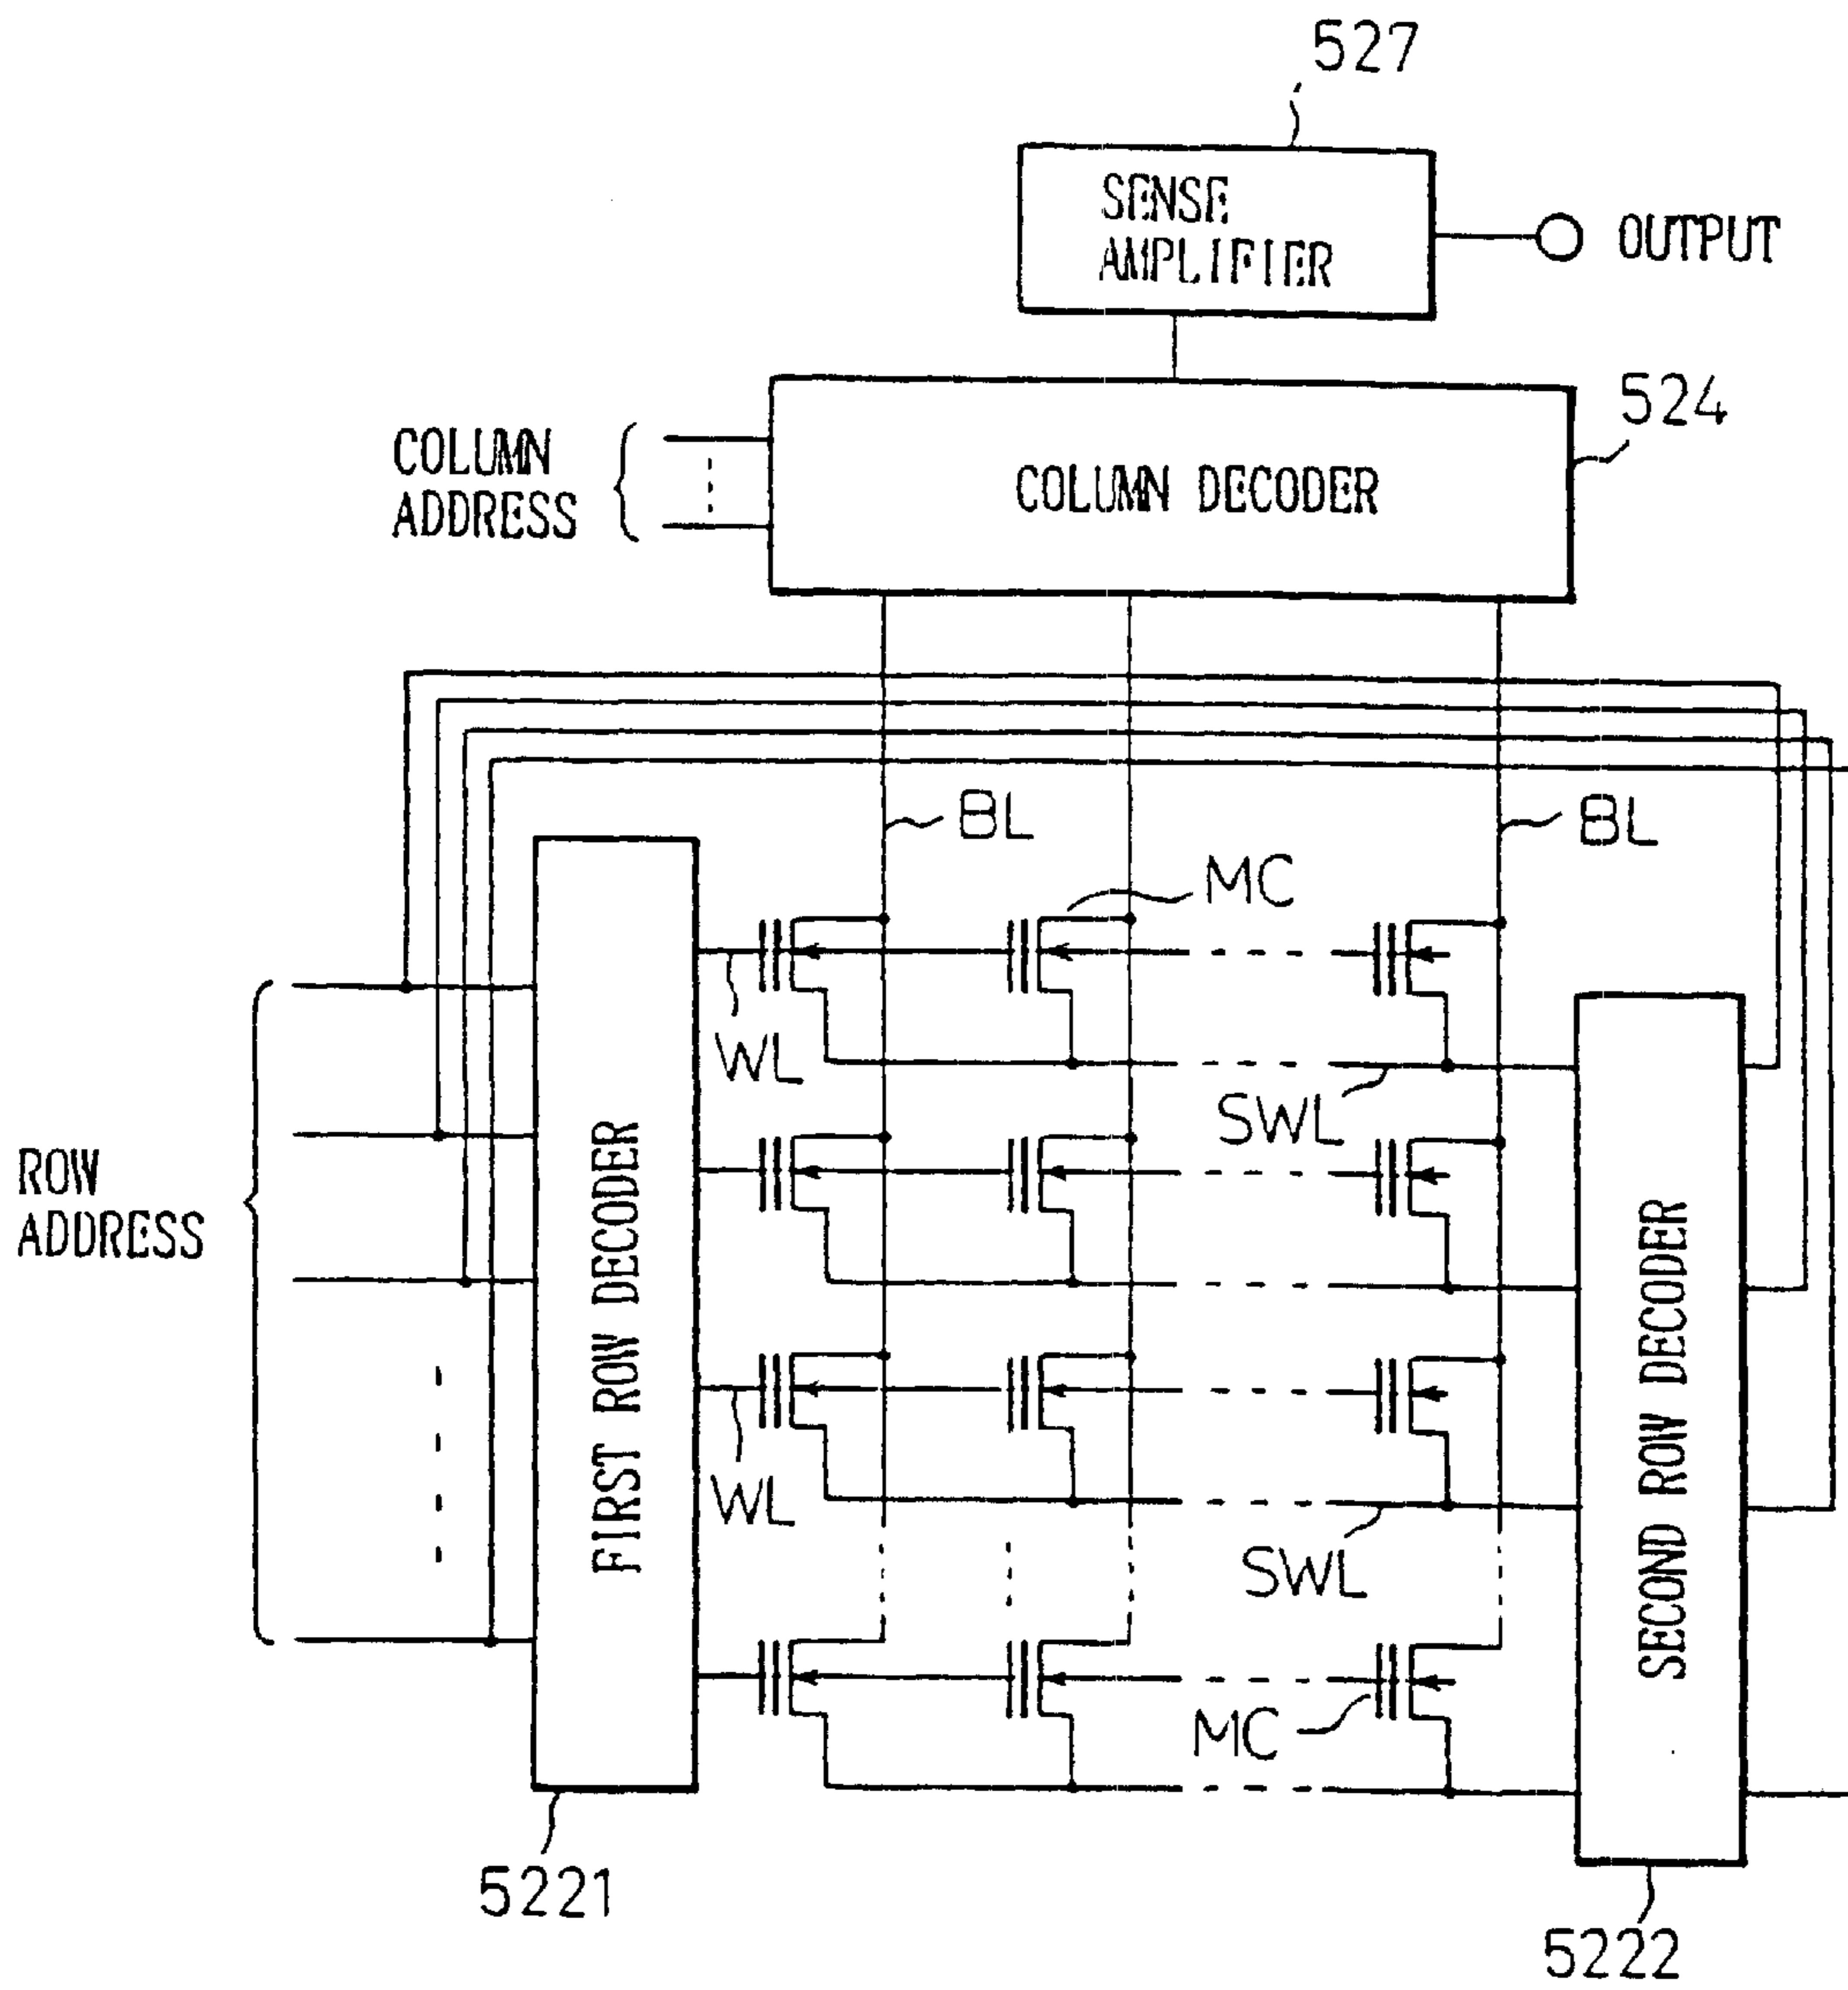 527
SENSE
AMPLIFIER
OUTPUT
524
COLUMN
ADDRESS
COLUMN DECODER
BL
BL
MC
WL
SWL
ROW
ADDRESS
FIRST ROW DECODER
SECOND ROW DECODER
WL
SWL
MC
5221
5222